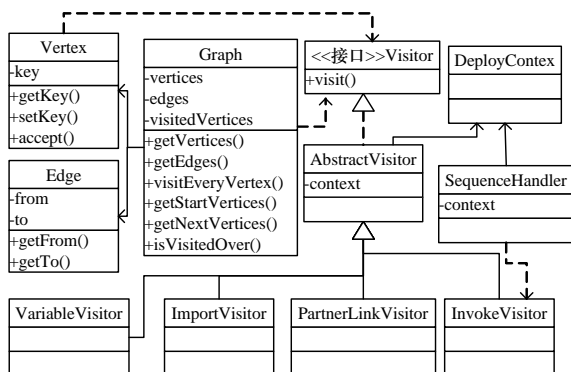 Vertex
-key
+getKey()
+setKey()
+accept()
Graph
-vertices
-edges
-visitedVertices
+getVertices()
+getEdges()
+visitEveryVertex()
+getStartVertices()
+getNextVertices()
+isVisitedOver()
<<接口>>Visitor
+visit()
DeployContex
Edge
-from
-to
+getFrom()
+getTo()
AbstractVisitor
-context
SequenceHandler
-context
VariableVisitor
ImportVisitor
PartnerLinkVisitor
InvokeVisitor